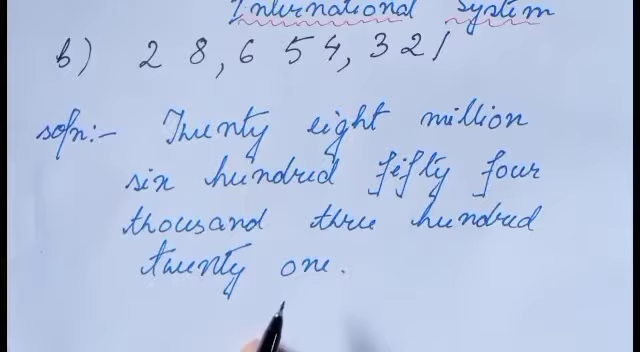 International System
b) 28,654,321
soln:- Twenty eight million
six hundred fifty four
thousand three hundred
twenty one.